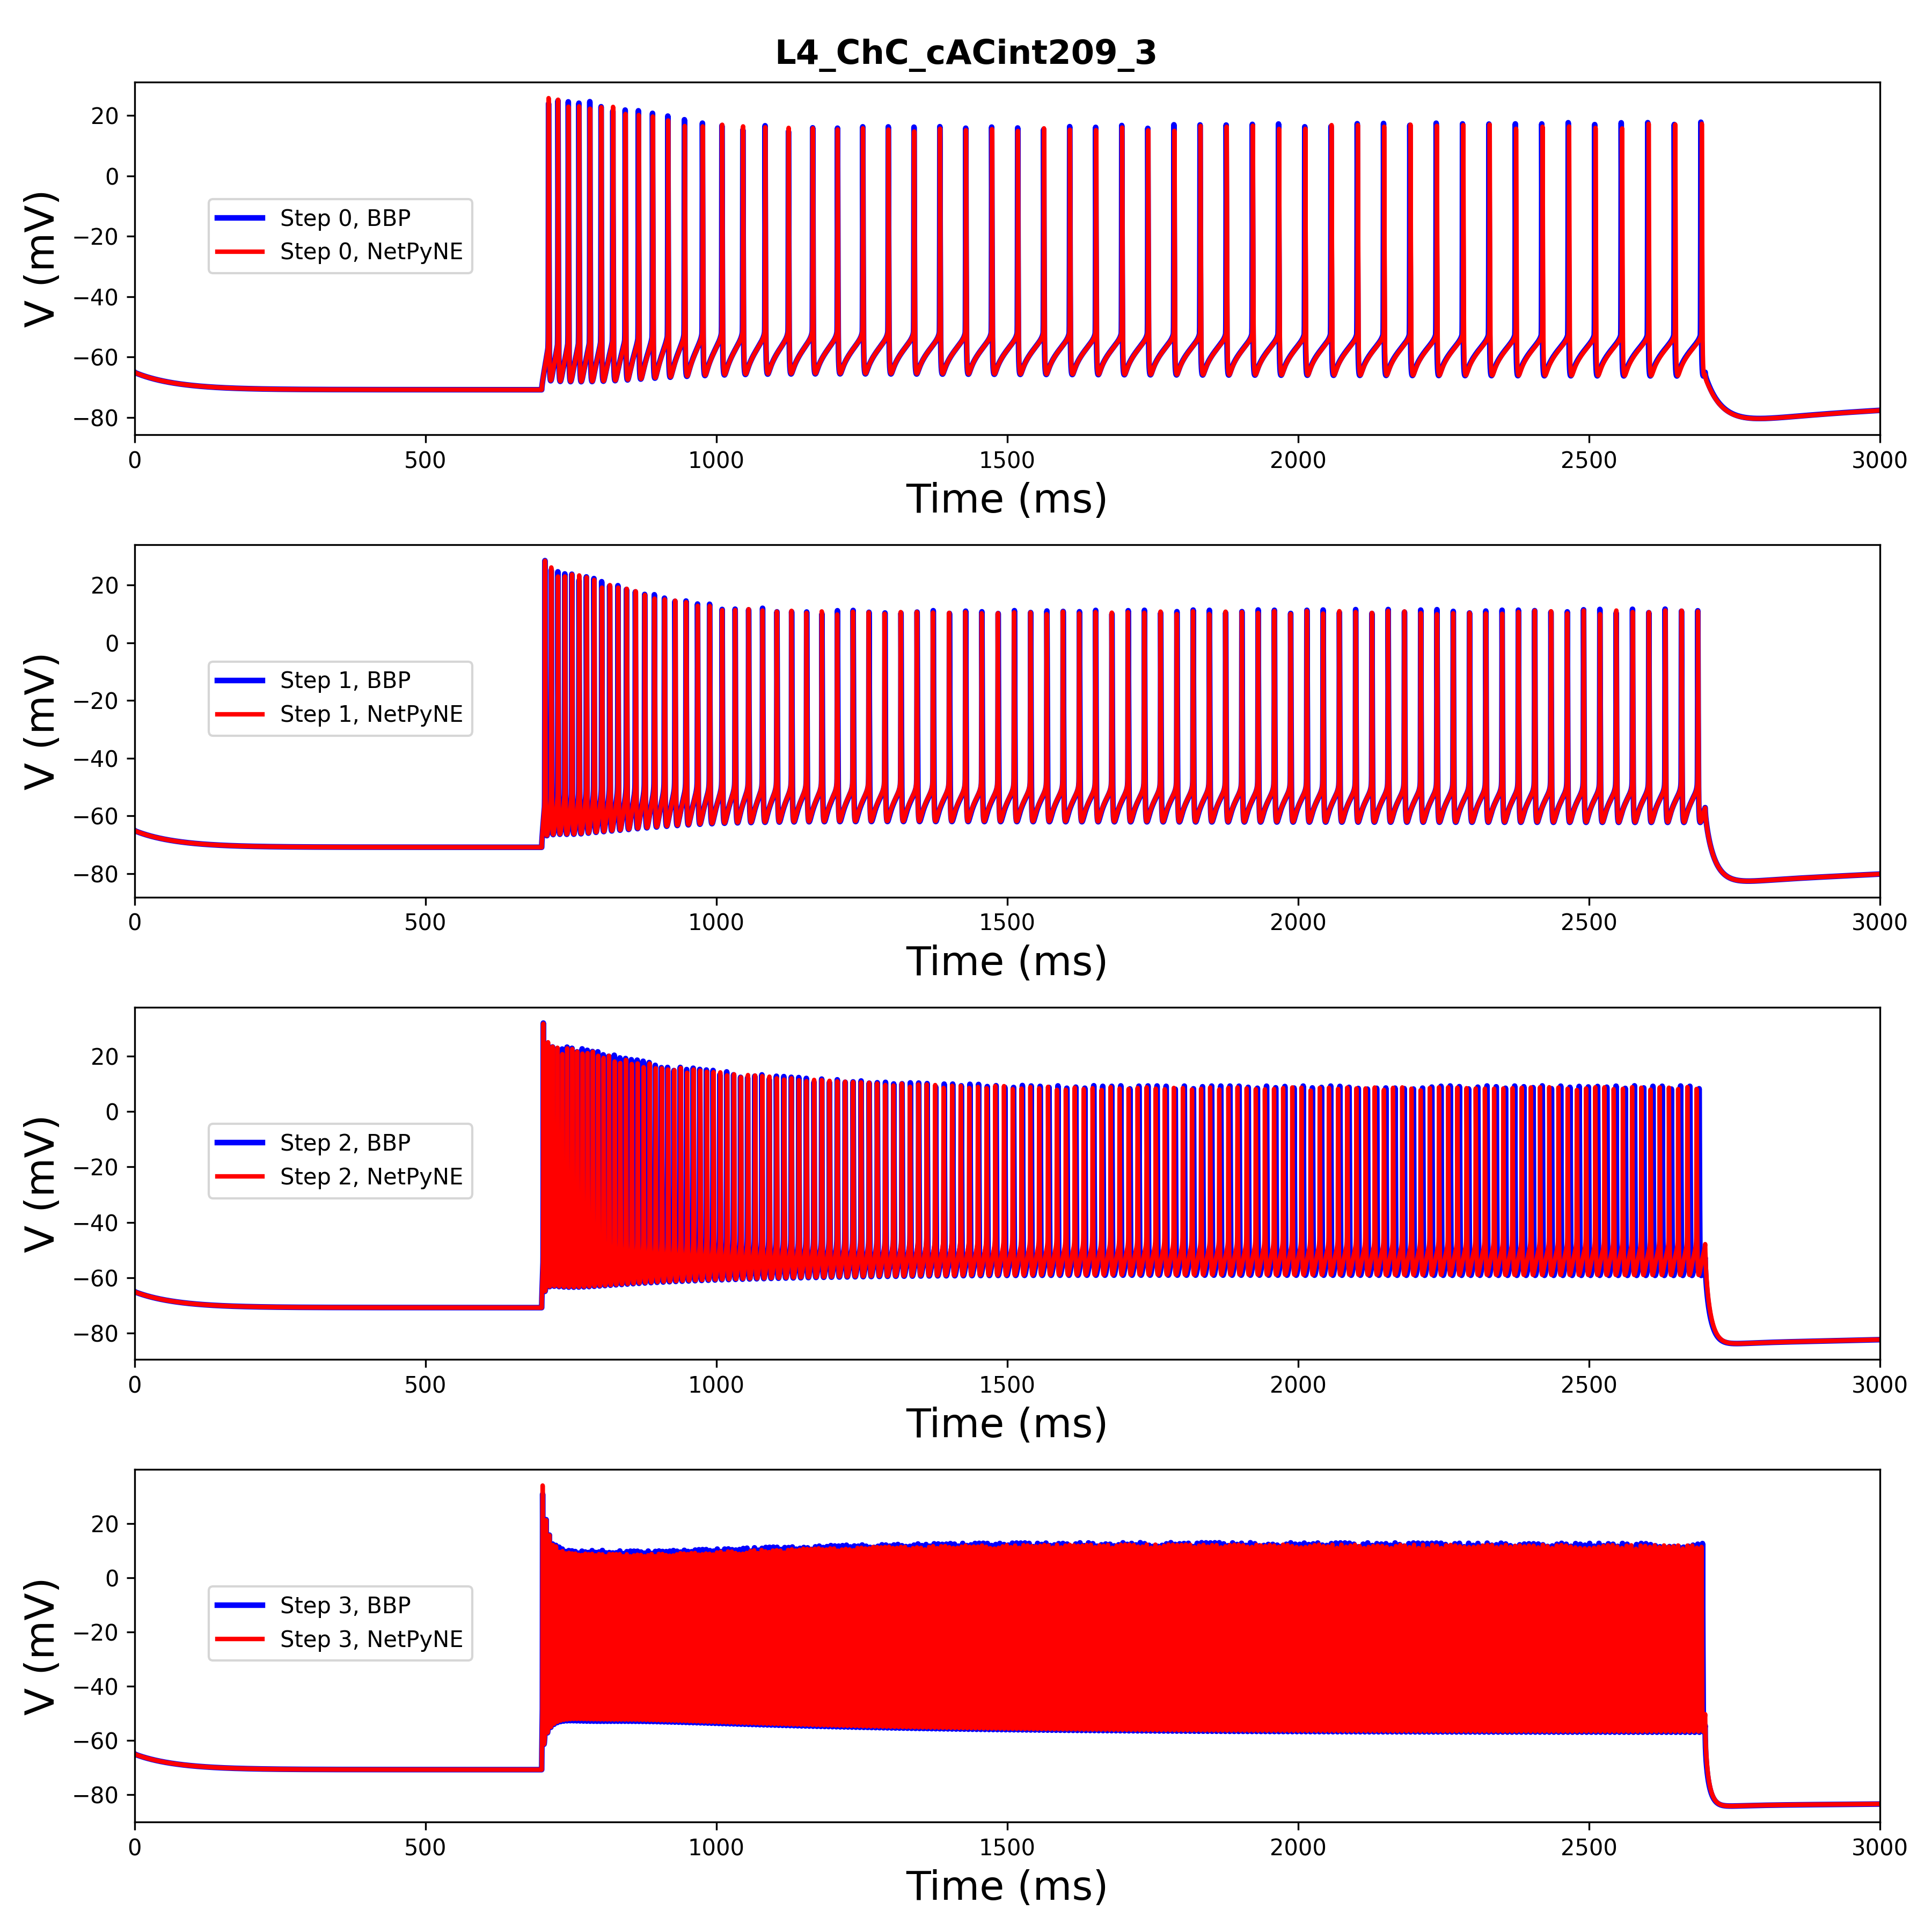 L4_ChC_cACint209_3
20
0
−20
−40
−60
−80
V (mV)
Step 0, BBP
Step 0, NetPyNE
0 500 1000 1500 2000 2500 3000
Time (ms)
20
0
−20
−40
−60
−80
V (mV)
Step 1, BBP
Step 1, NetPyNE
0 500 1000 1500 2000 2500 3000
Time (ms)
20
0
−20
−40
−60
−80
V (mV)
Step 2, BBP
Step 2, NetPyNE
0 500 1000 1500 2000 2500 3000
Time (ms)
20
0
−20
−40
−60
−80
V (mV)
Step 3, BBP
Step 3, NetPyNE
0 500 1000 1500 2000 2500 3000
Time (ms)